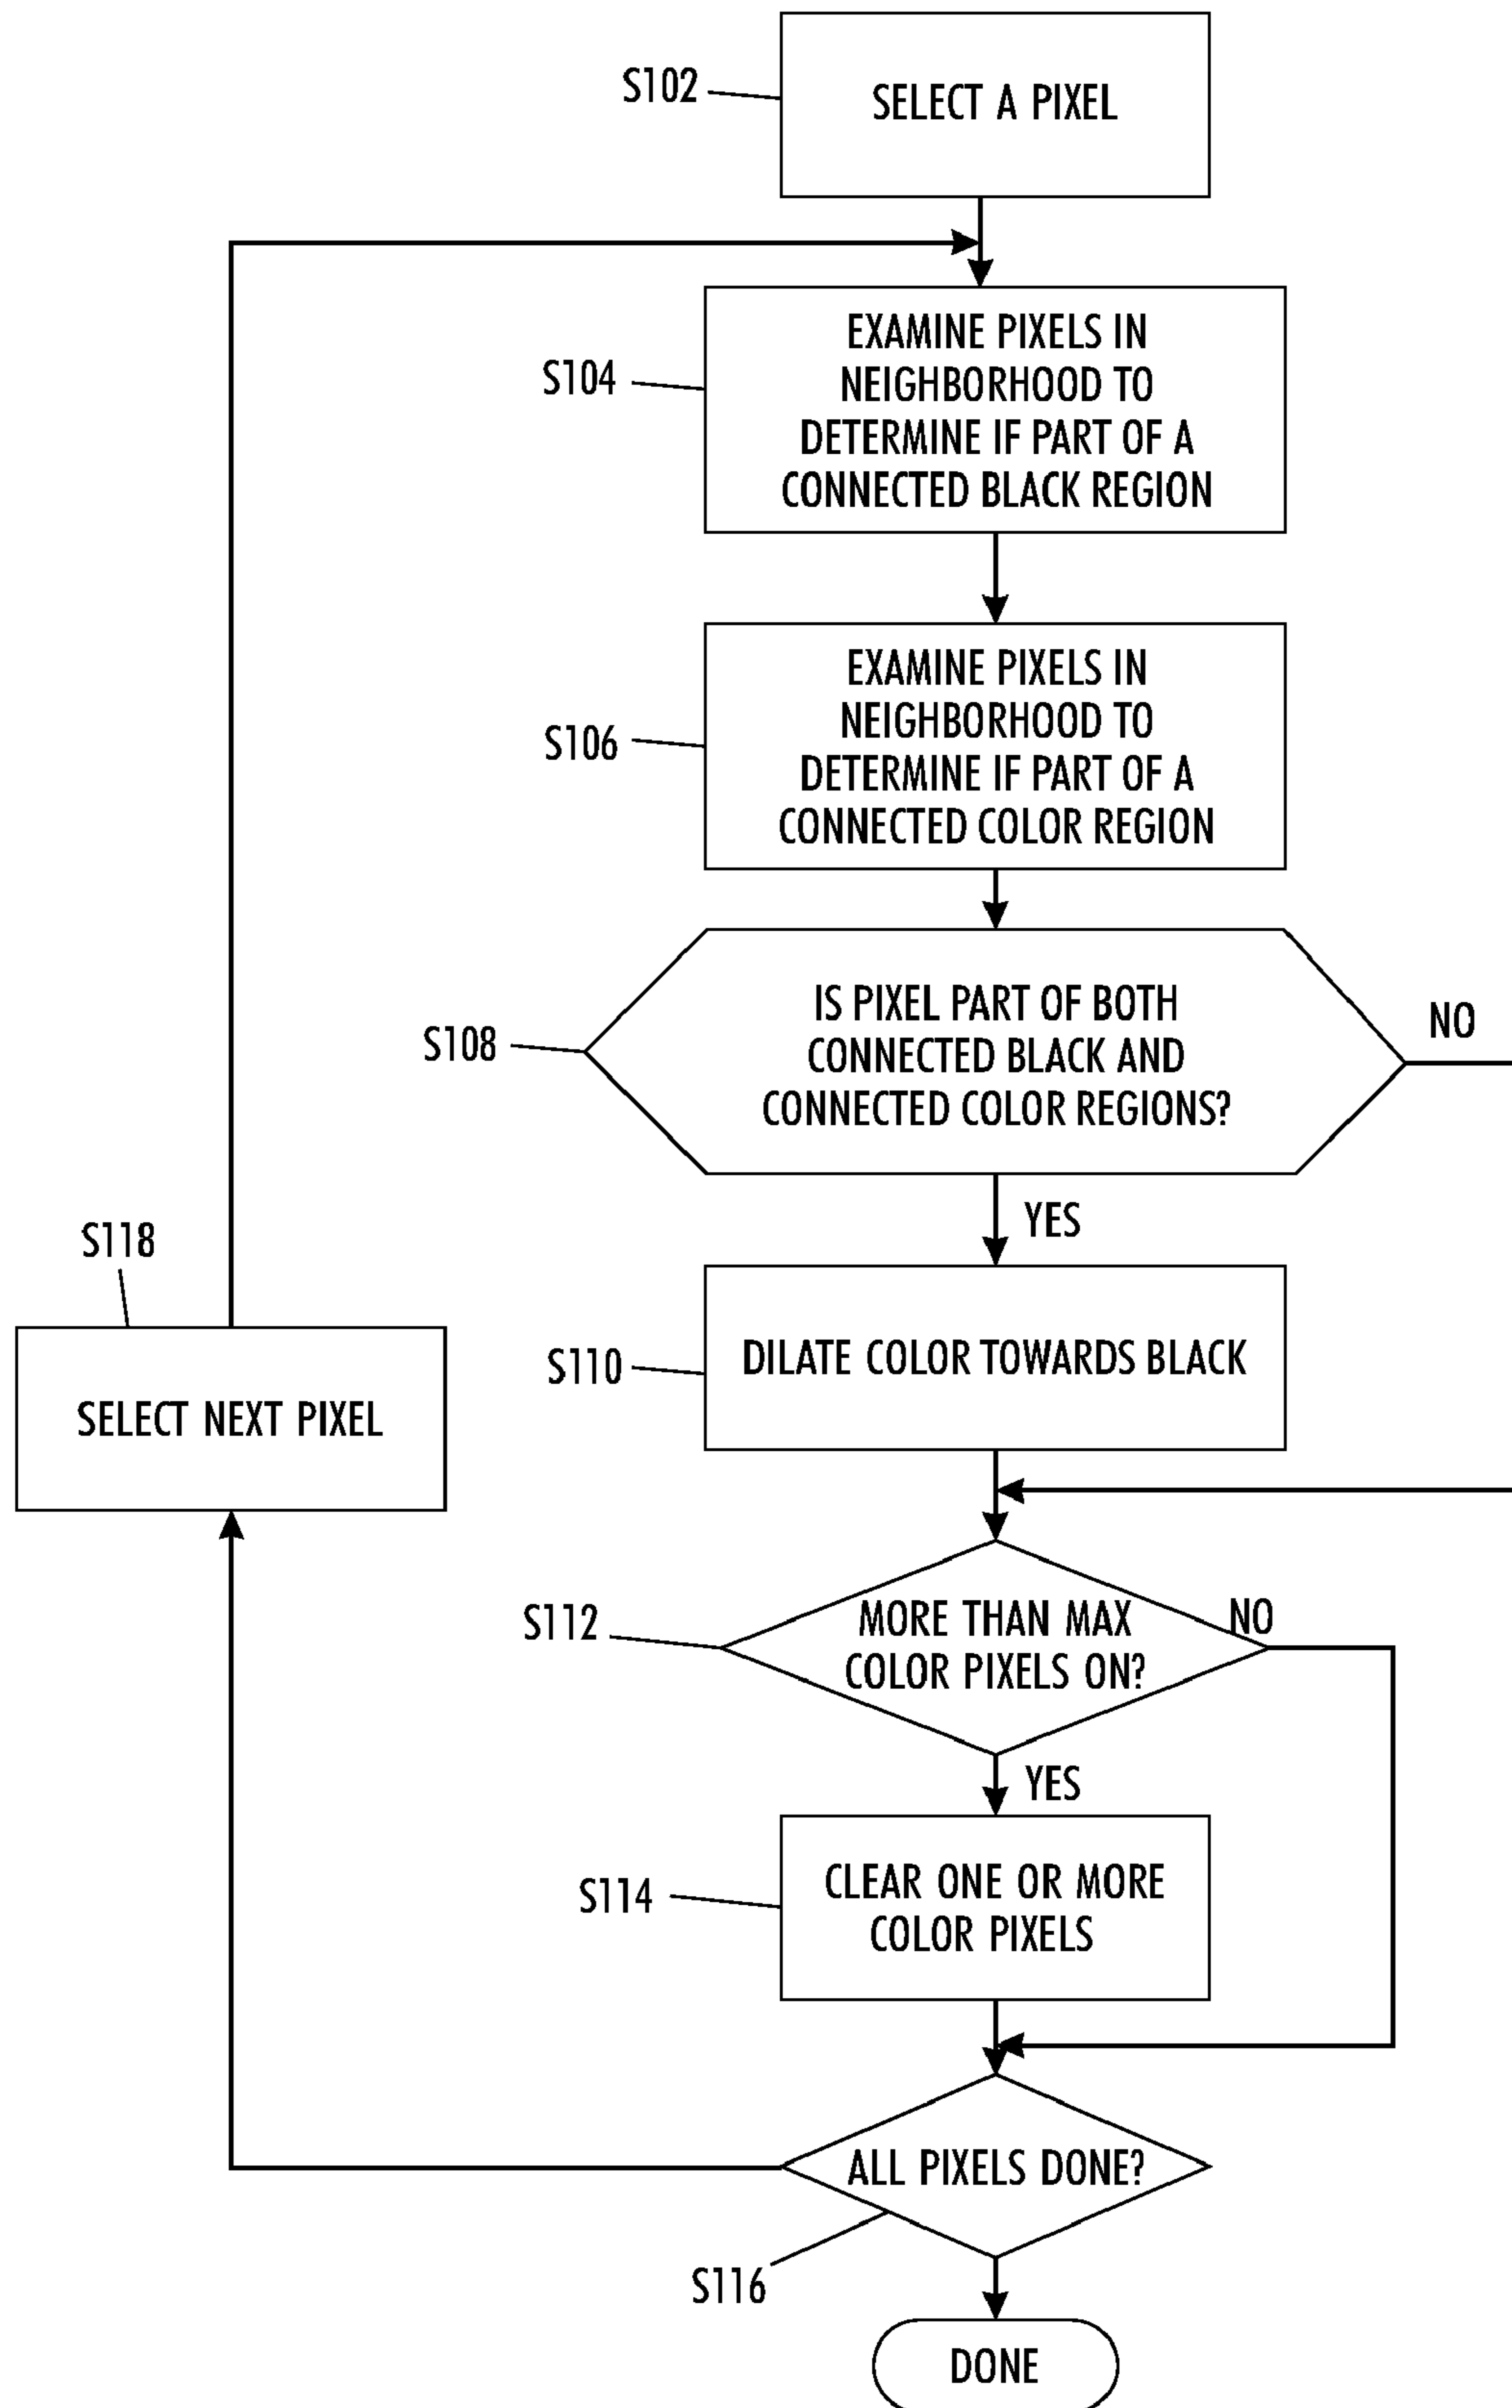 S102
SELECT A PIXEL
S104
EXAMINE PIXELS IN
NEIGHBORHOOD TO
DETERMINE IF PART OF A
CONNECTED BLACK REGION
S106
EXAMINE PIXELS IN
NEIGHBORHOOD TO
DETERMINE IF PART OF A
CONNECTED COLOR REGION
S108
IS PIXEL PART OF BOTH
CONNECTED BLACK AND
CONNECTED COLOR REGIONS?
NO
YES
S110
DILATE COLOR TOWARDS BLACK
S118
SELECT NEXT PIXEL
S112
MORE THAN MAX
COLOR PIXELS ON?
NO
YES
S114
CLEAR ONE OR MORE
COLOR PIXELS
ALL PIXELS DONE?
S116
DONE